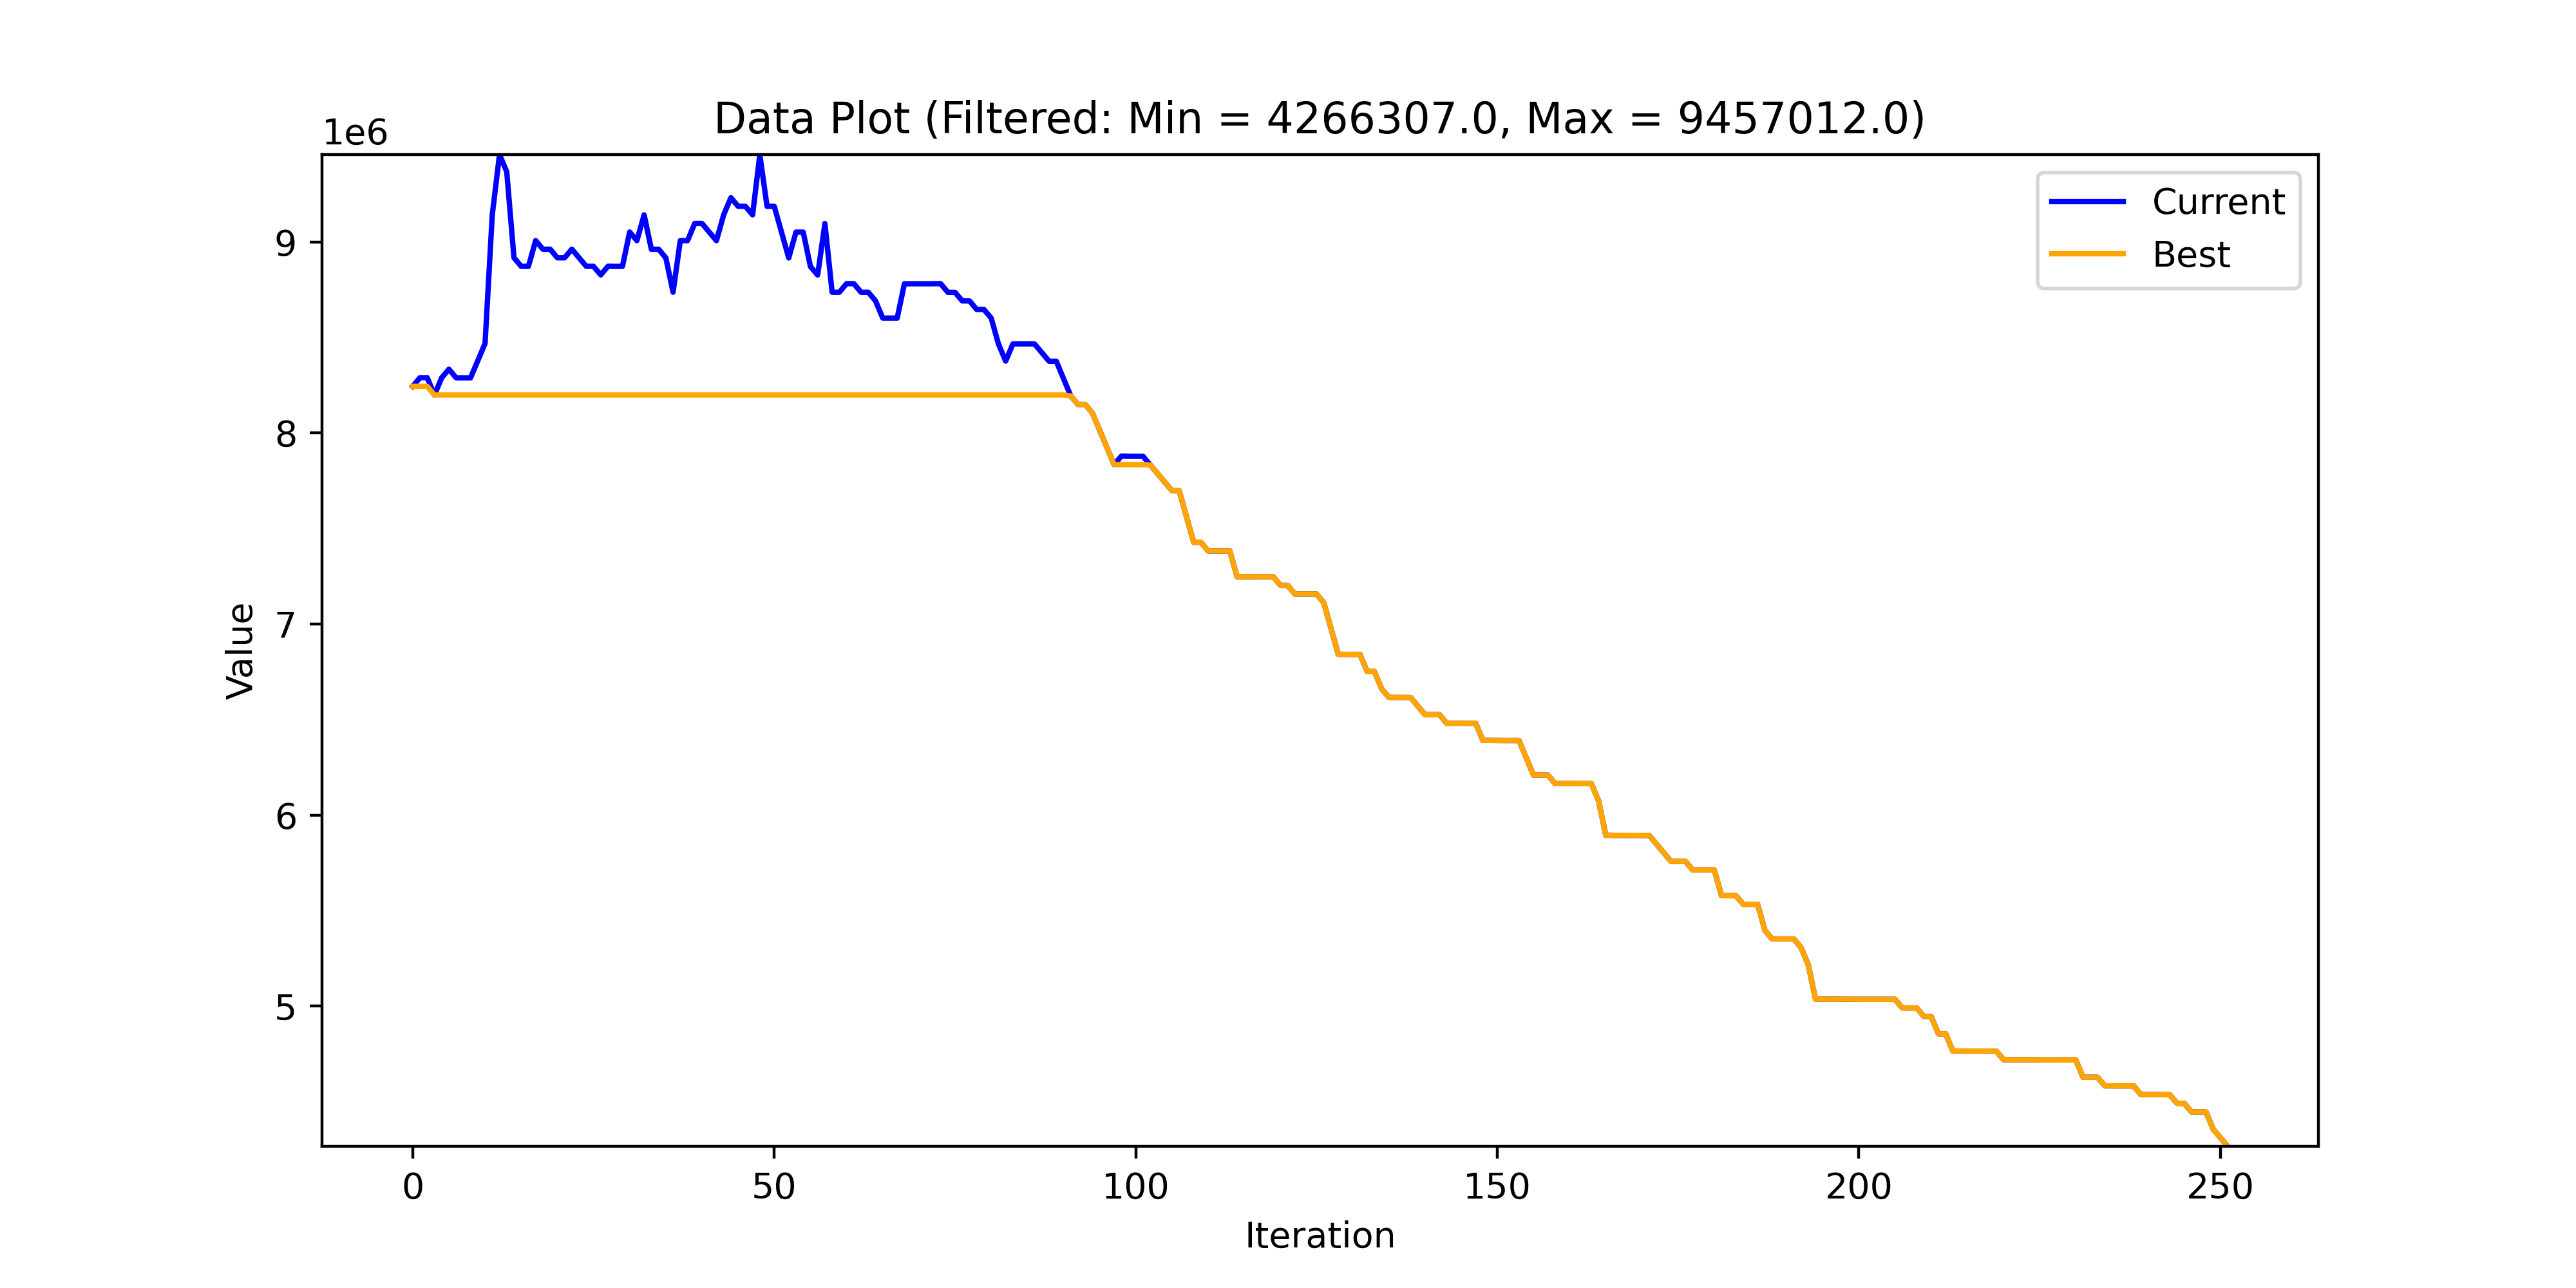 Data Plot (Filtered: Min = 4266307.0, Max = 9457012.0)
1e6
Current
Best
9
8
7
6
5
Value
0 50 100 150 200 250
Iteration